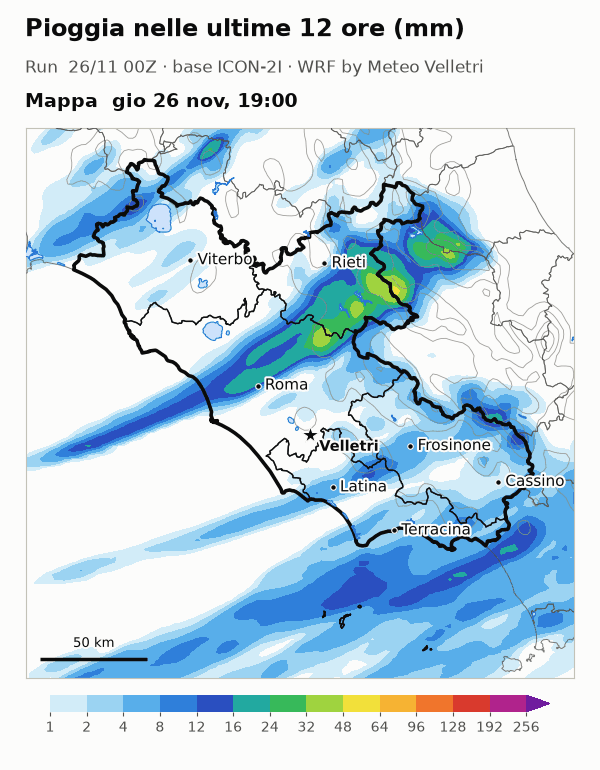 Pioggia nelle ultime 12 ore (mm)
Run 26/11 00Z · base ICON-2I · WRF by Meteo Velletri
Mappa gio 26 nov, 19:00
Viterbo
Rieti
Roma
Velletri
Frosinone
Latina
Cassino
Terracina
50 km
1 2 4 8 12 16 24 32 48 64 96 128 192 256